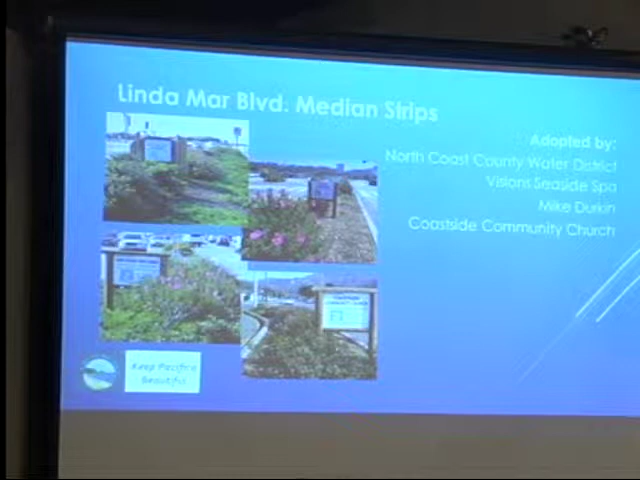 Linda Mar Blvd. Median Strips
Adopted by:
North Coast County Water District
Visions Seaside Spa
Mike Durkin
Coastside Community Church
Keep Pacifica
Beautiful